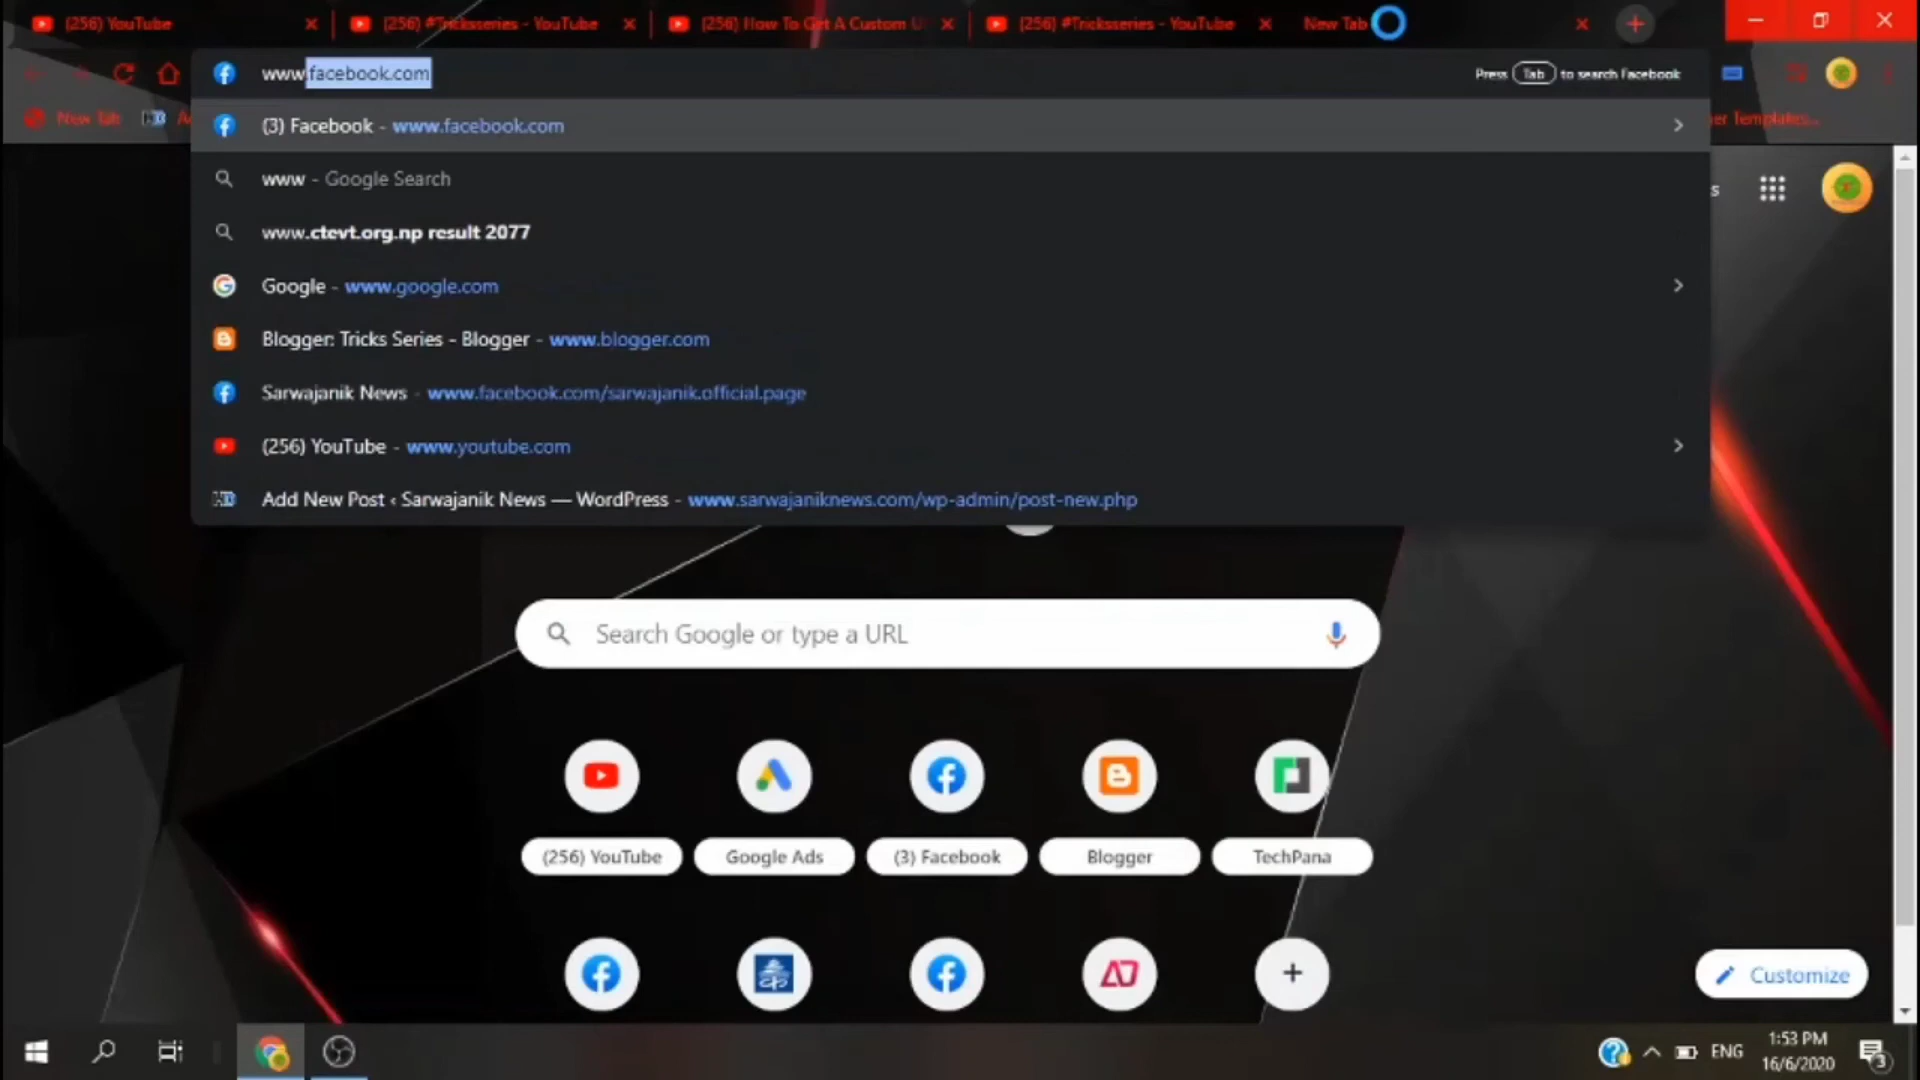 (256) YouTube
(256) #Tricksseries - YouTube
(256) How To Get A Custom U
(256) #Tricksseries - YouTube
New Tab
www.facebook.com
Press Tab to search Facebook
New Tab
er Templates...
(3) Facebook - www.facebook.com
www - Google Search
s
www.ctevt.org.np result 2077
Google - www.google.com
Blogger: Tricks Series - Blogger - www.blogger.com
Sarwajanik News - www.facebook.com/sarwajanik.official.page
(256) YouTube - www.youtube.com
Add New Post ‹ Sarwajanik News — WordPress - www.sarwajaniknews.com/wp-admin/post-new.php
Search Google or type a URL
(256) YouTube
Google Ads
(3) Facebook
Blogger
TechPana
Customize
ENG
1:53 PM
16/6/2020
3